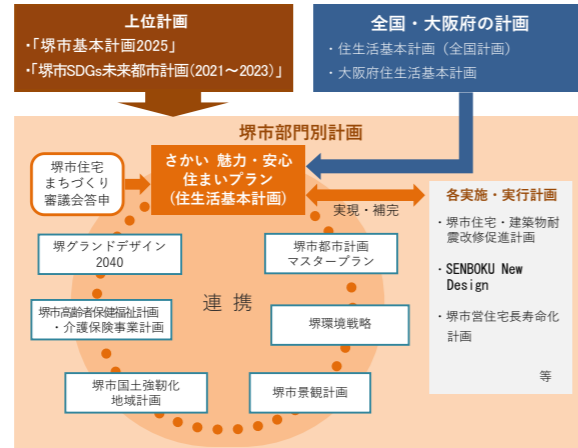 上位計画
・「堺市基本計画2025」
・「堺市SDGs未来都市計画(2021～2023)」
全国・大阪府の計画
・住生活基本計画（全国計画）
・大阪府住生活基本計画
堺市部門別計画
堺市住宅
まちづくり
審議会答申
さかい 魅力・安心
住まいプラン
(住生活基本計画)
実現・補完
各実施・実行計画
・堺市住宅・建築物耐
震改修促進計画
・SENBOKU New
Design
・堺市営住宅長寿命化
計画
等
堺グランドデザイン
2040
堺市都市計画
マスタープラン
連携
堺市高齢者保健福祉計画
・介護保険事業計画
堺環境戦略
堺市国土強靱化
地域計画
堺市景観計画